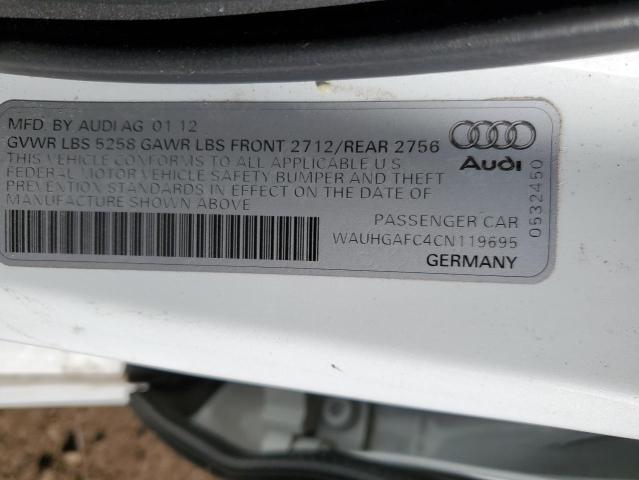 MFD BY AUDI AG 01 12
GVWR LBS 5258 GAWR LBS FRONT 2712/REAR 2756
THIS VEHICLE CONFORMS TO ALL APPLICABLE U S
FEDERAL MOTOR VEHICLE SAFETY BUMPER AND THEFT
PREVENTION STANDARDS IN EFFECT ON THE DATE OF
MANUFACTURE SHOWN ABOVE
Audi
0532450
PASSENGER CAR
WAUHGAFC4CN119695
GERMANY